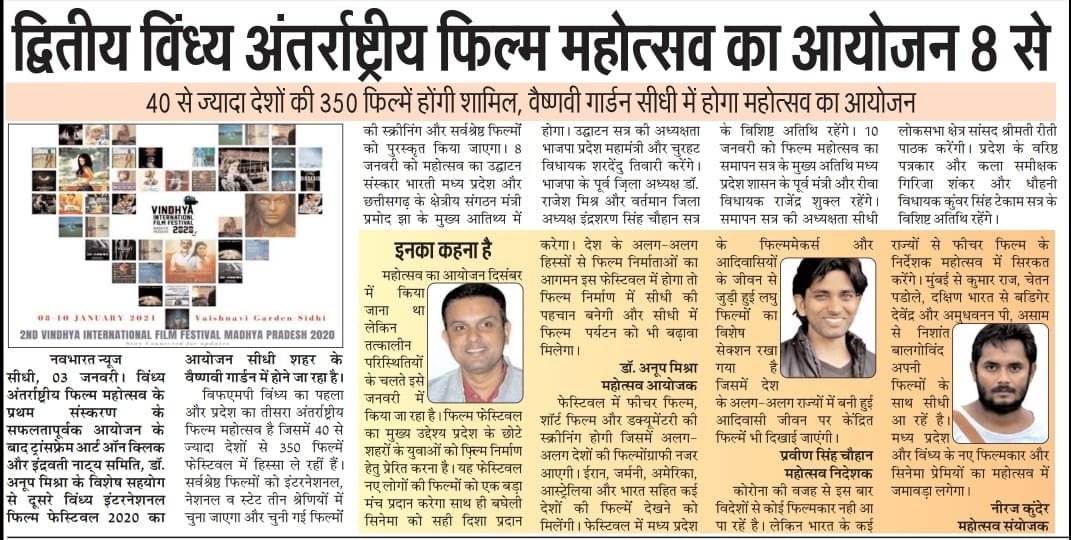 द्वितीय विंध्य अंतर्राष्ट्रीय फिल्म महोत्सव का आयोजन 8 से
40 से ज्यादा देशों की 350 फिल्में होंगी शामिल, वैष्णवी गार्डन सीधी में होगा महोत्सव का आयोजन
VINDHYA
INTERNATIONAL
FILM FESTIVAL
MADHYA PRADESH
2020
08-10 JANUARY 2021
Vaishnavi Garden-Sidhi
2ND VINDHYA INTERNATIONAL FILM FESTIVAL MADHYA PRADESH 2020
Stay Connected for updates
नवभारत न्यूज
सीधी, 03 जनवरी। विंध्य
अंतर्राष्ट्रीय फिल्म महोत्सव के
प्रथम संस्करण के
सफलतापूर्वक आयोजन के
बाद ट्रांसफ्रेम आर्ट ऑन क्लिक
और इंद्रवती नाट्य समिति, डॉ.
अनूप मिश्रा के विशेष सहयोग
से दूसरे विंध्य इंटरनेशनल
फिल्म फेस्टिवल 2020 का
आयोजन सीधी शहर के
वैष्णवी गार्डन में होने जा रहा है।
विफएमपी विंध्य का पहला
और प्रदेश का तीसरा अंतर्राष्ट्रीय
फिल्म महोत्सव है जिसमें 40 से
ज्यादा देशों से 350 फिल्में
फेस्टिवल में हिस्सा ले रहीं हैं।
सर्वश्रेष्ठ फिल्मों को इंटरनेशनल,
नेशनल व स्टेट तीन श्रेणियों में
चुना जाएगा और चुनी गई फिल्मों
की स्क्रीनिंग और सर्वश्रेष्ठ फिल्मों
को पुरस्कृत किया जाएगा। 8
जनवरी को महोत्सव का उद्घाटन
संस्कार भारती मध्य प्रदेश और
छत्तीसगढ़ के क्षेत्रीय संगठन मंत्री
प्रमोद झा के मुख्य आतिथ्य में
होगा। उद्घाटन सत्र की अध्यक्षता
भाजपा प्रदेश महामंत्री और चुरहट
विधायक शरदेंदु तिवारी करेंगे।
भाजपा के पूर्व ज़िला अध्यक्ष डॉ.
राजेश मिश्र और वर्तमान जिला
अध्यक्ष इंद्रशरण सिंह चौहान सत्र
के विशिष्ट अतिथि रहेंगे। 10
जनवरी को फिल्म महोत्सव का
समापन सत्र के मुख्य अतिथि मध्य
प्रदेश शासन के पूर्व मंत्री और रीवा
विधायक राजेंद्र शुक्ल रहेंगे।
समापन सत्र की अध्यक्षता सीधी
लोकसभा क्षेत्र सांसद श्रीमती रीती
पाठक करेंगी। प्रदेश के वरिष्ठ
पत्रकार और कला समीक्षक
गिरिजा शंकर और धौहनी
विधायक कुंवर सिंह टेकाम सत्र के
विशिष्ट अतिथि रहेंगे।
इनका कहना है
महोत्सव का आयोजन दिसंबर
में किया
जाना था
लेकिन
तत्कालीन
परिस्थितियों
के चलते इसे
जनवरी में
किया जा रहा है। फिल्म फेस्टिवल
का मुख्य उद्देश्य प्रदेश के छोटे
शहरों के युवाओं को फ़िल्म निर्माण
हेतु प्रेरित करना है। यह फेस्टिवल
नए लोगों की फिल्मों को एक बड़ा
मंच प्रदान करेगा साथ ही बघेली
सिनेमा को सही दिशा प्रदान
करेगा। देश के अलग-अलग
हिस्सों से फिल्म निर्माताओं का
आगमन इस फेस्टिवल में होगा तो
फिल्म निर्माण में सीधी की
पहचान बनेगी और सीधी में
फिल्म पर्यटन को भी बढ़ावा
मिलेगा।
डॉ. अनूप मिश्रा
महोत्सव आयोजक
फेस्टिवल में फीचर फिल्म,
शॉर्ट फिल्म और डक्यूमेंटरी की
स्क्रीनिंग होगी जिसमें अलग-
अलग देशों की फिल्मोंग्राफी नजर
आएगी। ईरान, जर्मनी, अमेरिका,
आस्ट्रेलिया और भारत सहित कई
देशों की फिल्में देखने को
मिलेंगी। फेस्टिवल में मध्य प्रदेश
के फिल्ममेकर्स और
आदिवासियों
के जीवन से
जुड़ी हुई लघु
फिल्मों का
विशेष
सेक्शन रखा
गया है
जिसमें देश
के अलग-अलग राज्यों में बनी हुई
आदिवासी जीवन पर केंद्रित
फिल्में भी दिखाई जाएंगी।
प्रवीण सिंह चौहान
महोत्सव निदेशक
कोरोना की वजह से इस बार
विदेशों से कोई फिल्मकार नही आ
पा रहे है। लेकिन भारत के कई
राज्यों से फीचर फिल्म के
निर्देशक महोत्सव में सिरकत
करेंगे। मुंबई से कुमार राज, चेतन
पडोले, दक्षिण भारत से बडिगेर
देवेंद्र और अमुधवनन पी, असाम
से निशांत
बालगोविंद
अपनी
फिल्मों के
साथ सीधी
आ रहे है।
मध्य प्रदेश
और विंध्य के नए फिल्मकार और
सिनेमा प्रेमियों का महोत्सव में
जमावड़ा लगेगा।
नीरज कुंदेर
महोत्सव संयोजक